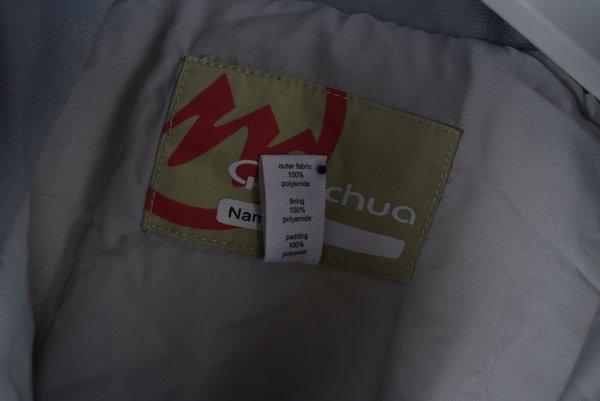 chua
Nam
outer fabric
100%
polyamide
lining
100%
polyamide
padding
100%
polyester